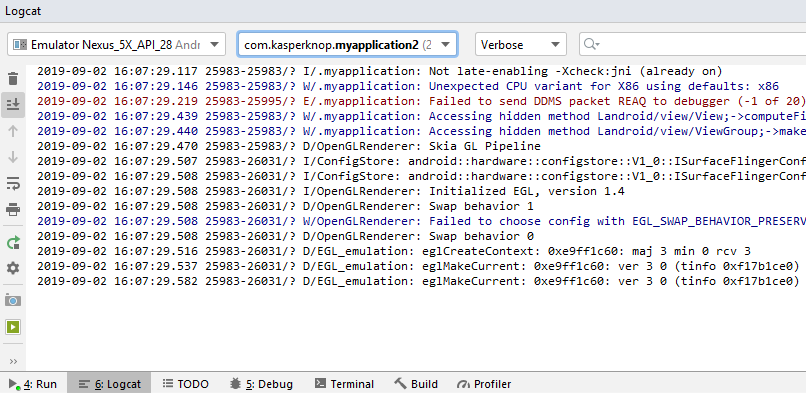 Logcat
Emulator Nexus_5X_API_28 Andr com.kasperknop.myapplication2 (2 Verbose
2019-09-02 16:07:29.117 25983-25983/? I/.myapplication: Not late-enabling -Xcheck:jni (already on)
2019-09-02 16:07:29.146 25983-25983/? W/.myapplication: Unexpected CPU variant for X86 using defaults: x86
2019-09-02 16:07:29.219 25983-25995/? E/.myapplication: Failed to send DDMS packet REAQ to debugger (-1 of 20)
2019-09-02 16:07:29.439 25983-25983/? W/.myapplication: Accessing hidden method Landroid/view/View;->computeFi
2019-09-02 16:07:29.440 25983-25983/? W/.myapplication: Accessing hidden method Landroid/view/ViewGroup;->make
2019-09-02 16:07:29.470 25983-25983/? D/OpenGLRenderer: Skia GL Pipeline
2019-09-02 16:07:29.507 25983-26031/? I/ConfigStore: android::hardware::configstore::V1_0::ISurfaceFlingerConf
2019-09-02 16:07:29.508 25983-26031/? I/ConfigStore: android::hardware::configstore::V1_0::ISurfaceFlingerConf
2019-09-02 16:07:29.508 25983-26031/? I/OpenGLRenderer: Initialized EGL, version 1.4
2019-09-02 16:07:29.508 25983-26031/? D/OpenGLRenderer: Swap behavior 1
2019-09-02 16:07:29.508 25983-26031/? W/OpenGLRenderer: Failed to choose config with EGL_SWAP_BEHAVIOR_PRESERV
2019-09-02 16:07:29.508 25983-26031/? D/OpenGLRenderer: Swap behavior 0
2019-09-02 16:07:29.516 25983-26031/? D/EGL_emulation: eglCreateContext: 0xe9ff1c60: maj 3 min 0 rcv 3
2019-09-02 16:07:29.537 25983-26031/? D/EGL_emulation: eglMakeCurrent: 0xe9ff1c60: ver 3 0 (tinfo 0xf17b1ce0)
2019-09-02 16:07:29.582 25983-26031/? D/EGL_emulation: eglMakeCurrent: 0xe9ff1c60: ver 3 0 (tinfo 0xf17b1ce0)
4: Run 6: Logcat TODO 5: Debug Terminal Build Profiler